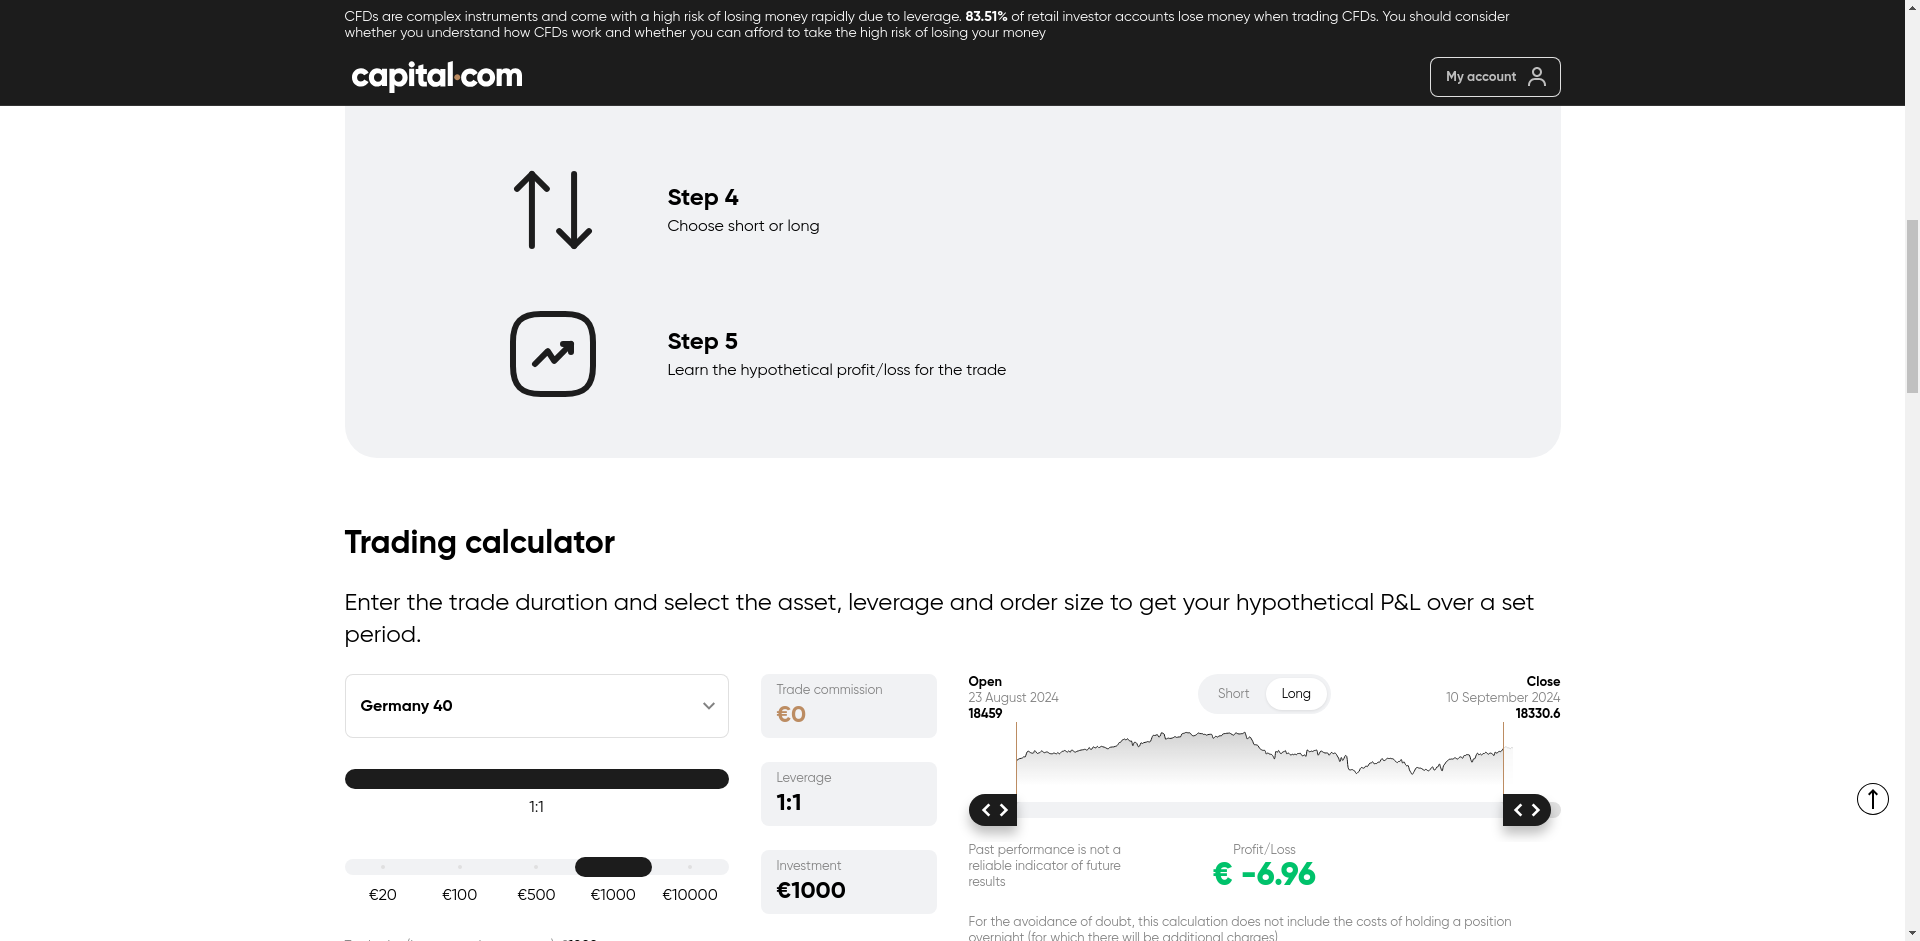 CFDs are complex instruments and come with a high risk of losing money rapidly due to leverage. 83.51% of retail investor accounts lose money when trading CFDs. You should consider
whether you understand how CFDs work and whether you can afford to take the high risk of losing your money
capital.com
My account
Step 4
Choose short or long
Step 5
Learn the hypothetical profit/loss for the trade
Trading calculator
Enter the trade duration and select the asset, leverage and order size to get your hypothetical P&L over a set
period.
Germany 40
1:1
€20 €100 €500 €1000 €10000
Trade commission
€0
Leverage
1:1
Investment
€1000
Open
23 August 2024
18459
Short Long
Close
10 September 2024
18330.6
Past performance is not a
reliable indicator of future
results
Profit/Loss
€ -6.96
For the avoidance of doubt, this calculation does not include the costs of holding a position
overnight (for which there will be additional charges)